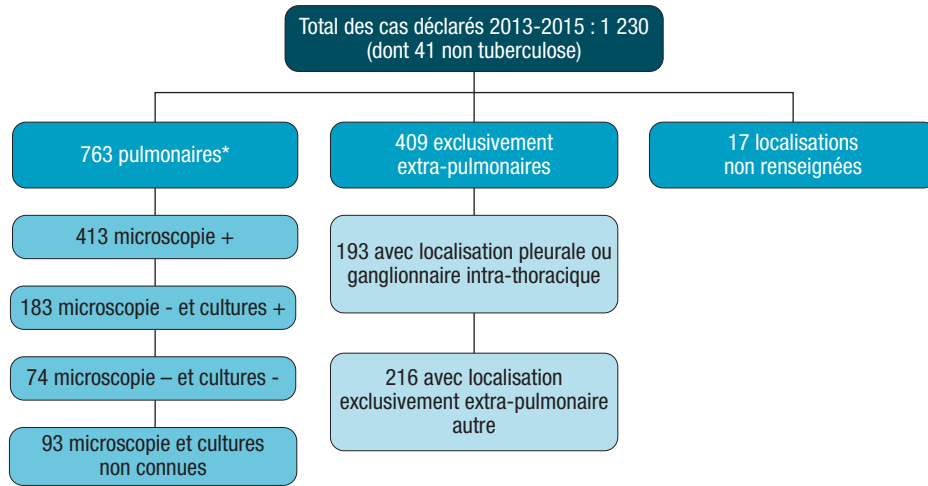 Total des cas déclarés 2013-2015 : 1 230
(dont 41 non tuberculose)
763 pulmonaires*
409 exclusivement
extra-pulmonaires
17 localisations
non renseignées
413 microscopie +
183 microscopie - et cultures +
74 microscopie – et cultures -
93 microscopie et cultures
non connues
193 avec localisation pleurale ou
ganglionnaire intra-thoracique
216 avec localisation
exclusivement extra-pulmonaire
autre